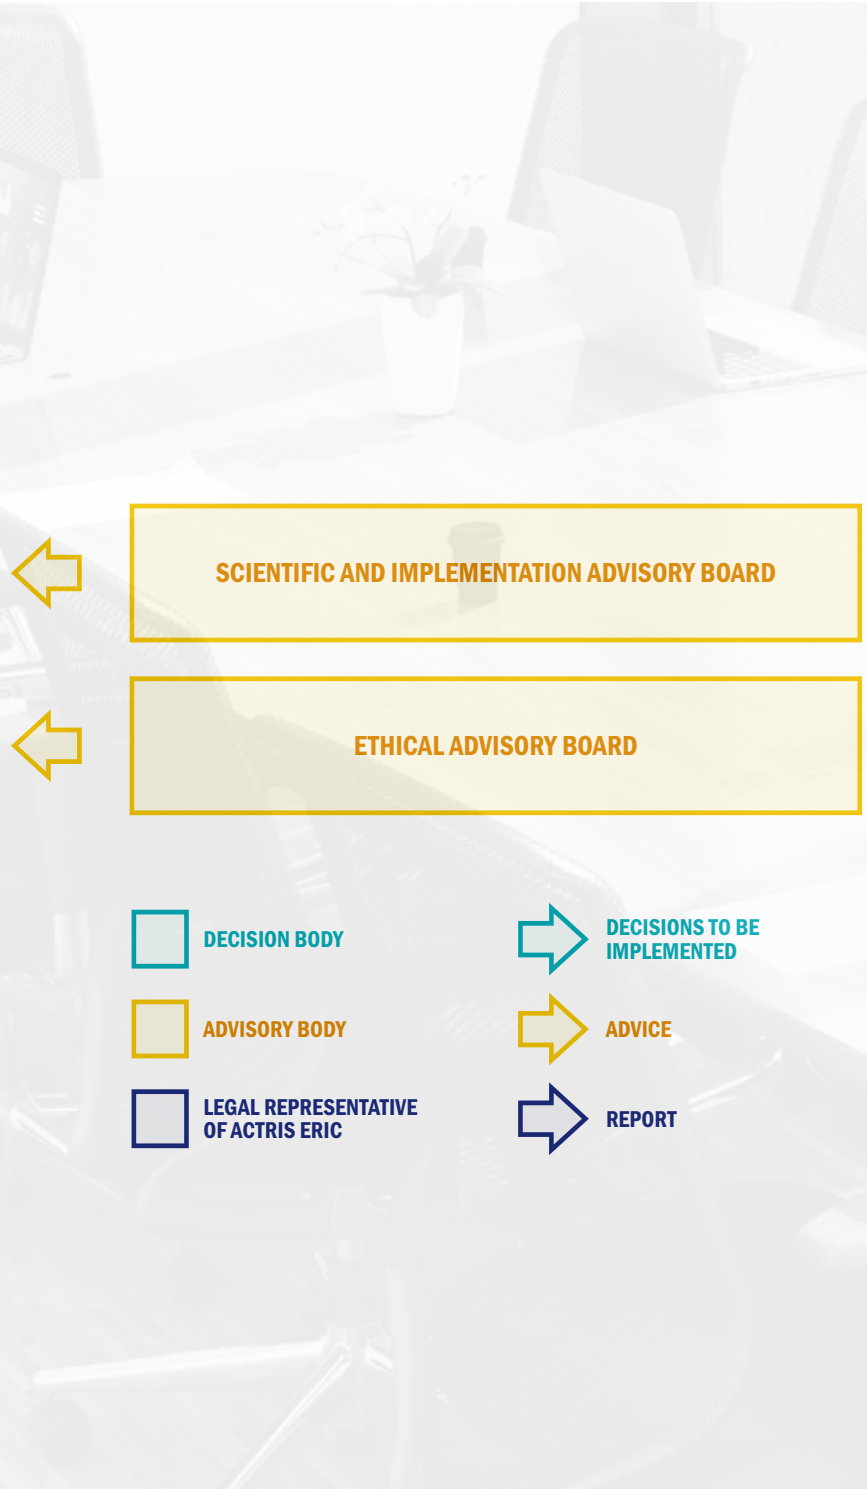 SCIENTIFIC AND IMPLEMENTATION ADVISORY BOARD
ETHICAL ADVISORY BOARD
DECISION BODY
DECISIONS TO BE
IMPLEMENTED
ADVISORY BODY
ADVICE
LEGAL REPRESENTATIVE
OF ACTRIS ERIC
REPORT